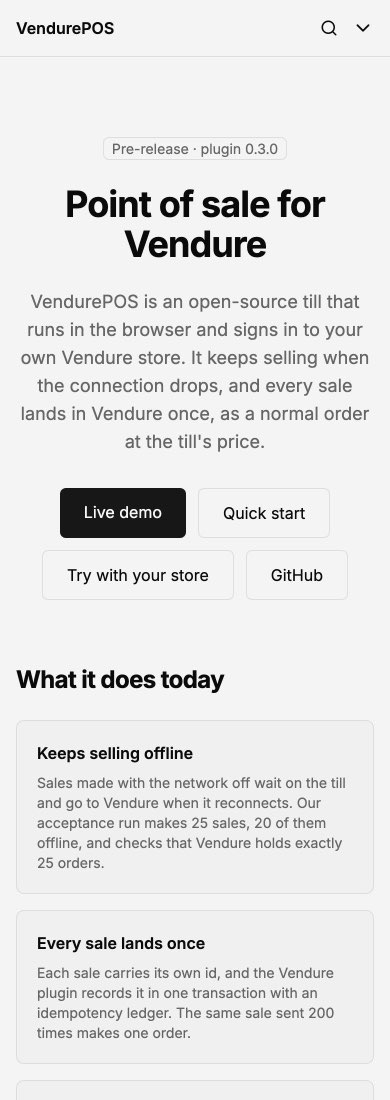 VendurePOS
Pre-release · plugin 0.3.0
Point of sale for
Vendure
VendurePOS is an open-source till that
runs in the browser and signs in to your
own Vendure store. It keeps selling when
the connection drops, and every sale
lands in Vendure once, as a normal order
at the till's price.
Live demo
Quick start
Try with your store
GitHub
What it does today
Keeps selling offline
Sales made with the network off wait on the till
and go to Vendure when it reconnects. Our
acceptance run makes 25 sales, 20 of them
offline, and checks that Vendure holds exactly
25 orders.
Every sale lands once
Each sale carries its own id, and the Vendure
plugin records it in one transaction with an
idempotency ledger. The same sale sent 200
times makes one order.